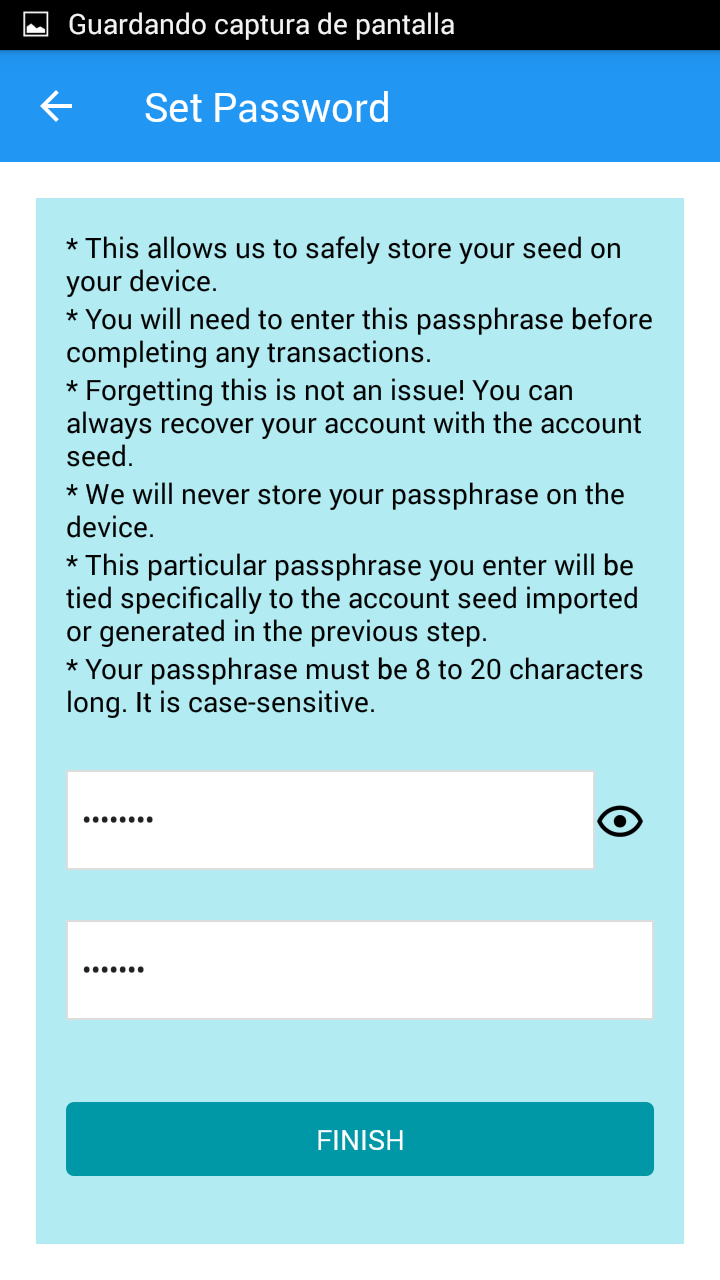 Guardando captura de pantalla
Set Password
* This allows us to safely store your seed on
your device.
* You will need to enter this passphrase before
completing any transactions.
* Forgetting this is not an issue! You can
always recover your account with the account
seed.
* We will never store your passphrase on the
device.
* This particular passphrase you enter will be
tied specifically to the account seed imported
or generated in the previous step.
* Your passphrase must be 8 to 20 characters
long. It is case-sensitive.
••••••••
•••••••
FINISH